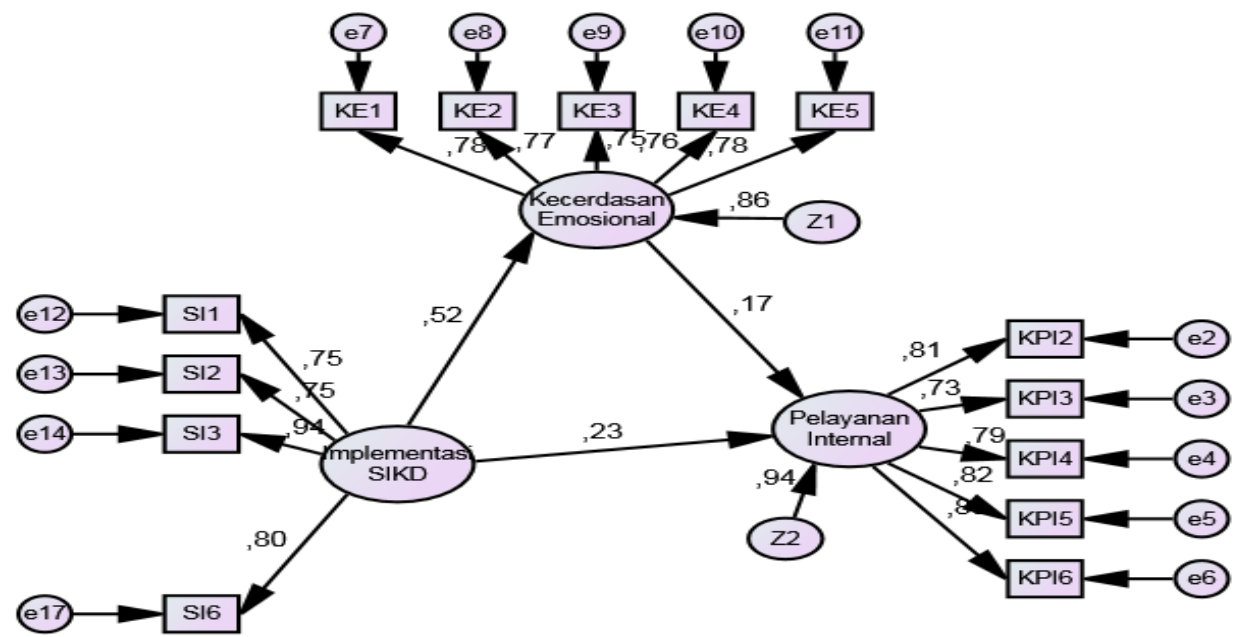 e7
e8
e9
e10
e11
KE1
KE2
KE3
KE4
KE5
,78
,77
,75
,76
,78
Kecerdasan
Emosional
,86
Z1
e12
SI1
,52
,17
,75
e13
SI2
,75
e14
SI3
,94
Implementasi
SIKD
,23
Pelayanan
Internal
,94
Z2
,81
KPI2
e2
,73
KPI3
e3
,79
KPI4
e4
,82
KPI5
e5
KPI6
e6
,80
e17
SI6